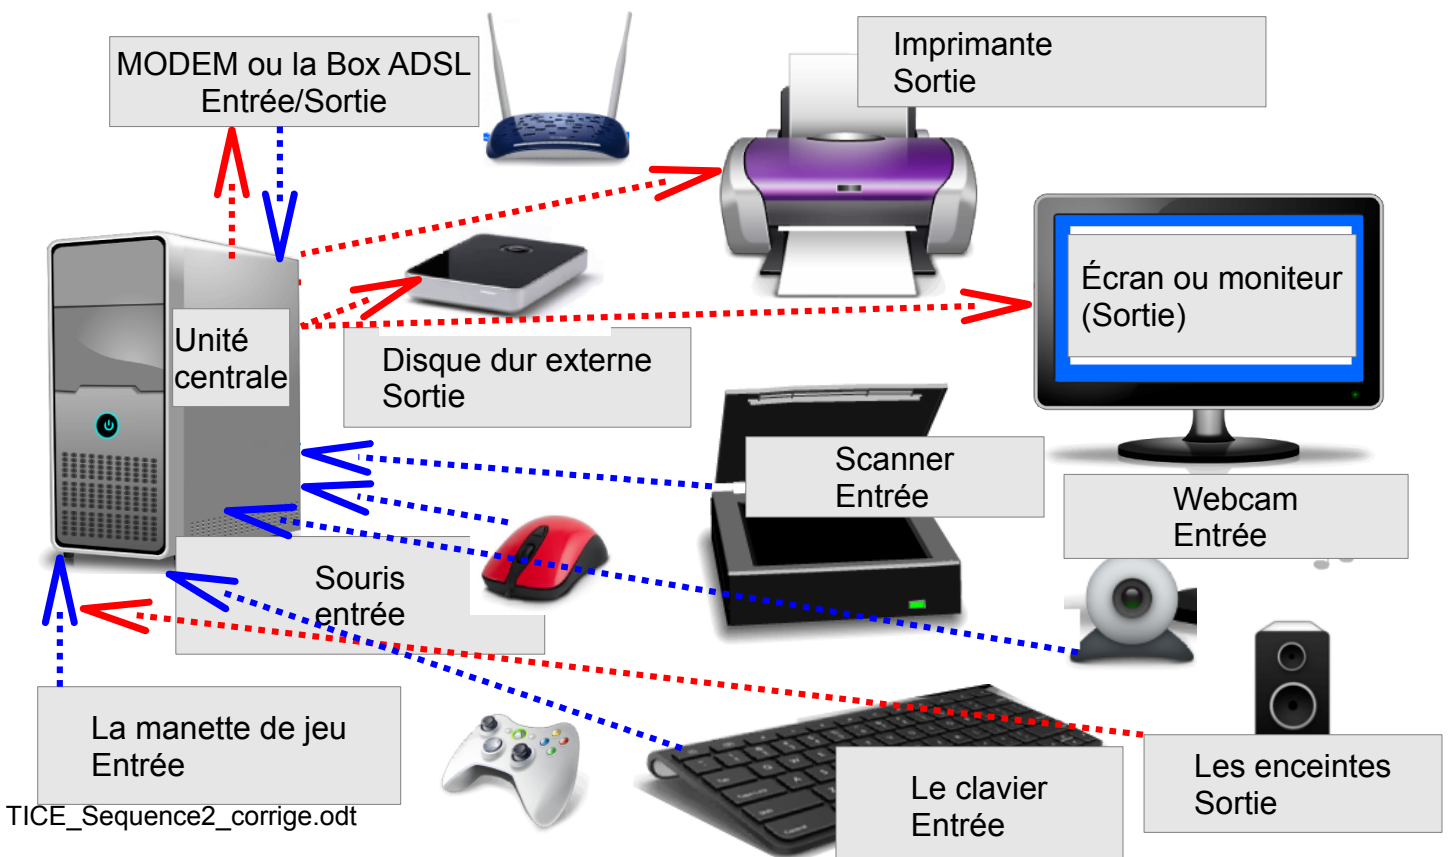 MODEM ou la Box ADSL
Entrée/Sortie
Imprimante
Sortie
Écran ou moniteur
(Sortie)
Unité
centrale
Disque dur externe
Sortie
Scanner
Entrée
Webcam
Entrée
Souris
entrée
La manette de jeu
Entrée
Les enceintes
Sortie
Le clavier
Entrée
TICE_Sequence2_corrige.odt